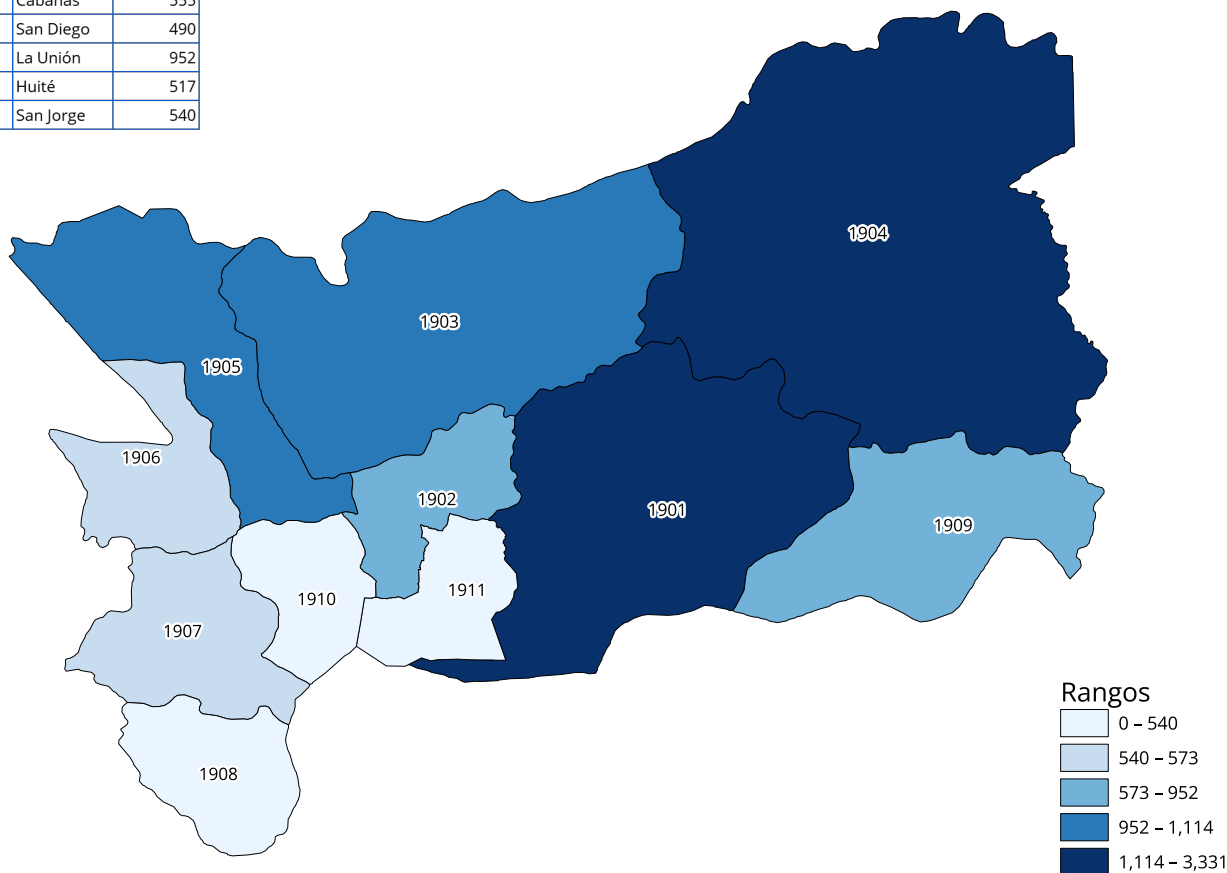 San Diego 490
La Unión 952
Huité 517
San Jorge 540
1904
1903
1905
1906
1902
1901
1909
1911
1910
1907
1908
Rangos
0 – 540
540 – 573
573 – 952
952 – 1,114
1,114 – 3,331